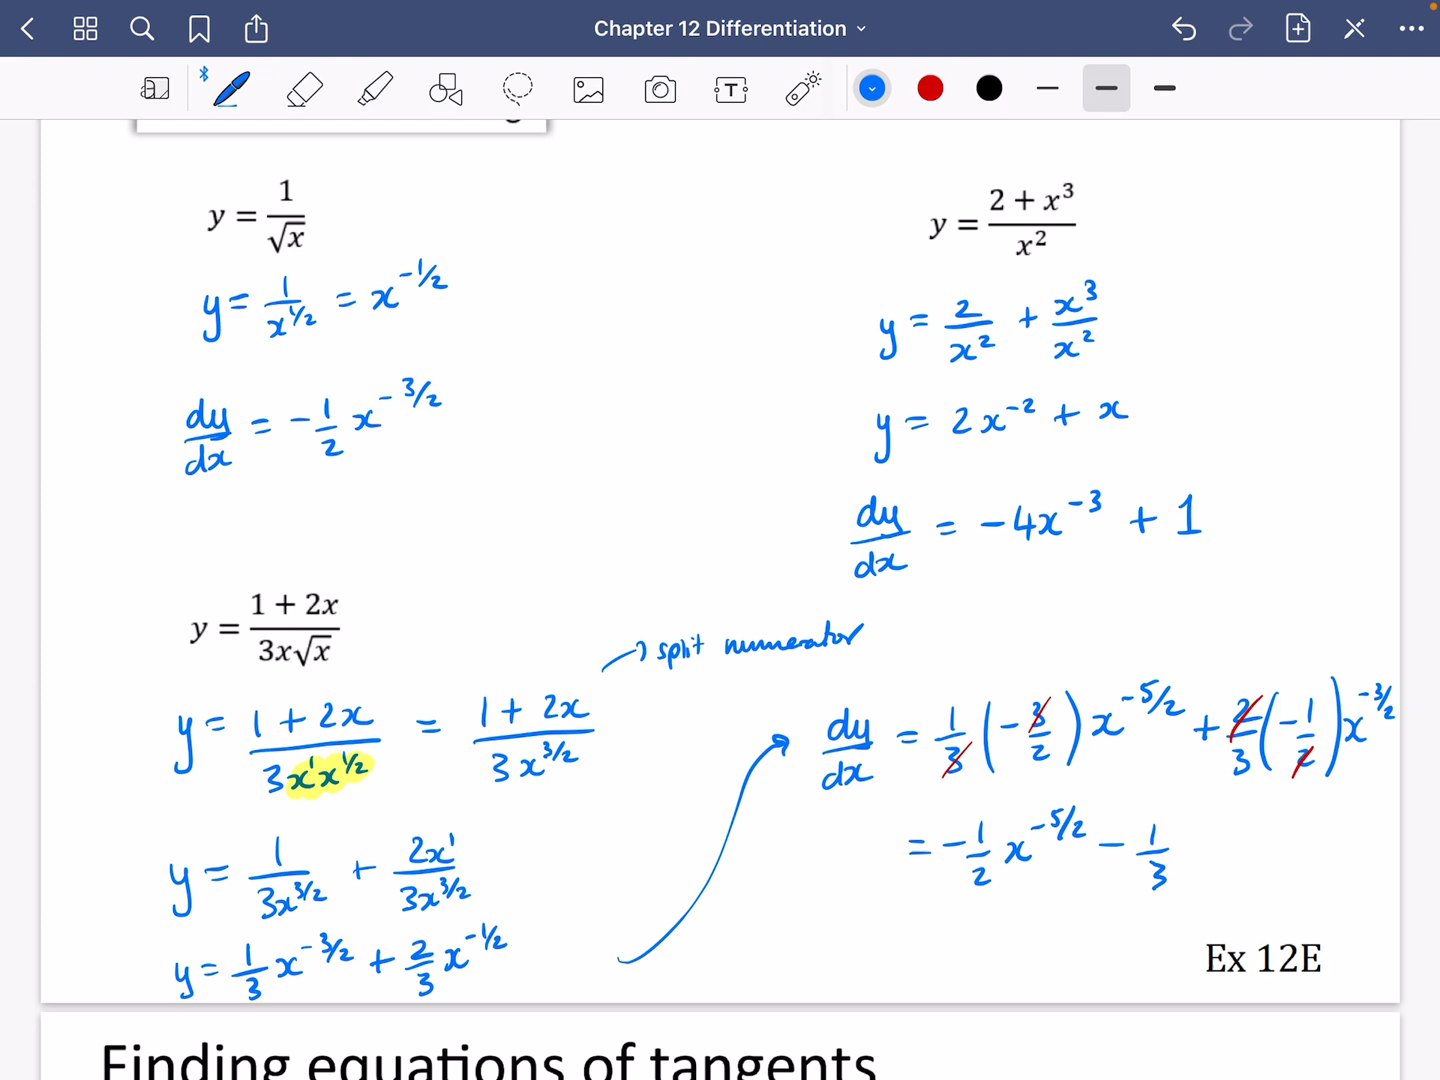 Chapter 12 Differentiation
y = 1/√x
y = 1/x^1/2 = x^-1/2
dy/dx = -1/2 x^-3/2
y = (2 + x³)/x²
y = 2/x² + x³/x²
y = 2x^-2 + x
dy/dx = -4x^-3 + 1
y = (1 + 2x)/(3x√x)
→ split numerator
y = (1 + 2x)/(3x^1 x^1/2) = (1 + 2x)/(3x^3/2)
y = 1/(3x^3/2) + 2x^1/(3x^3/2)
y = 1/3 x^-3/2 + 2/3 x^-1/2
dy/dx = 1/3 (-3/2) x^-5/2 + 2/3 (-1/2) x^-3/2
= -1/2 x^-5/2 - 1/3
Ex 12E
Finding equations of tangents